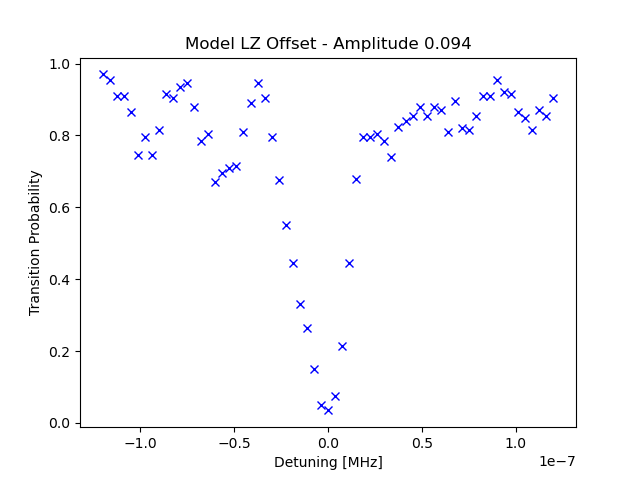 Model LZ Offset - Amplitude 0.094
Transition Probability
1.0
0.8
0.6
0.4
0.2
0.0
−1.0 −0.5 0.0 0.5 1.0
1e−7
Detuning [MHz]